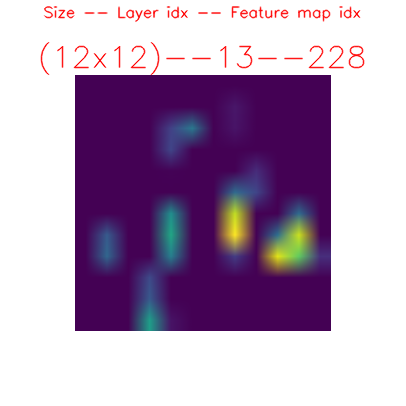 Size -- Layer idx -- Feature map idx
(12x12)--13--228